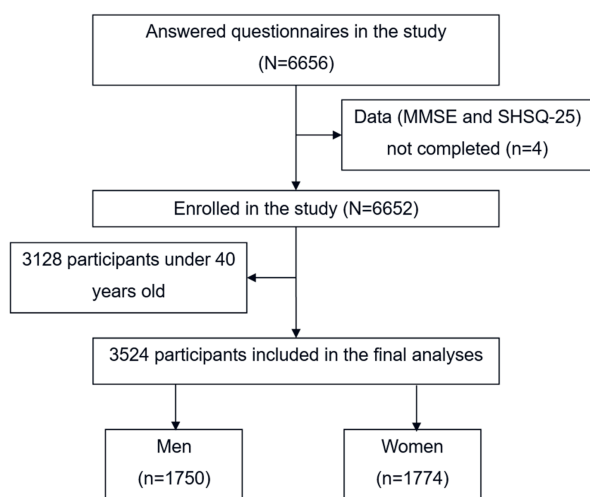 Answered questionnaires in the study
(N=6656)
Data (MMSE and SHSQ-25)
not completed (n=4)
Enrolled in the study (N=6652)
3128 participants under 40
years old
3524 participants included in the final analyses
Men
(n=1750)
Women
(n=1774)